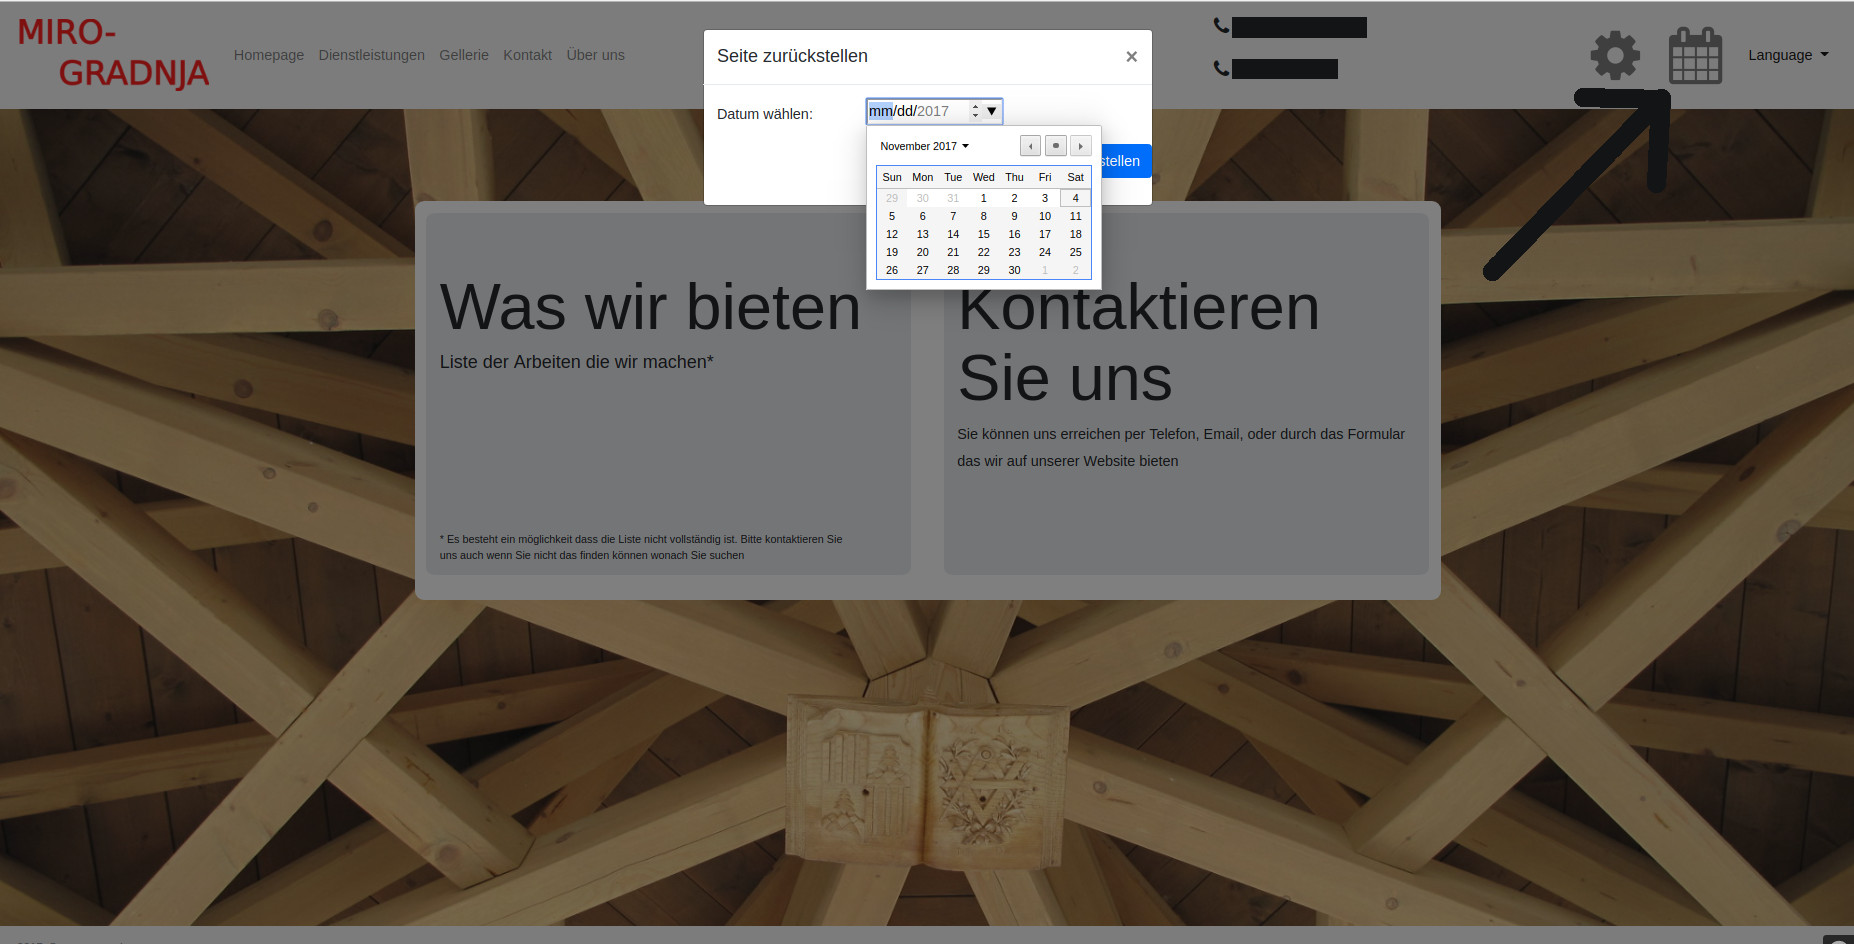 MIRO-
GRADNJA
Homepage Dienstleistungen Gellerie Kontakt Über uns
Language
Seite zurückstellen
×
Datum wählen:
mm/dd/2017
November 2017
Sun Mon Tue Wed Thu Fri Sat
29 30 31 1 2 3 4
5 6 7 8 9 10 11
12 13 14 15 16 17 18
19 20 21 22 23 24 25
26 27 28 29 30 1 2
stellen
Was wir bieten
Liste der Arbeiten die wir machen*
* Es besteht ein möglichkeit dass die Liste nicht vollständig ist. Bitte kontaktieren Sie
uns auch wenn Sie nicht das finden können wonach Sie suchen
Kontaktieren
Sie uns
Sie können uns erreichen per Telefon, Email, oder durch das Formular
das wir auf unserer Website bieten